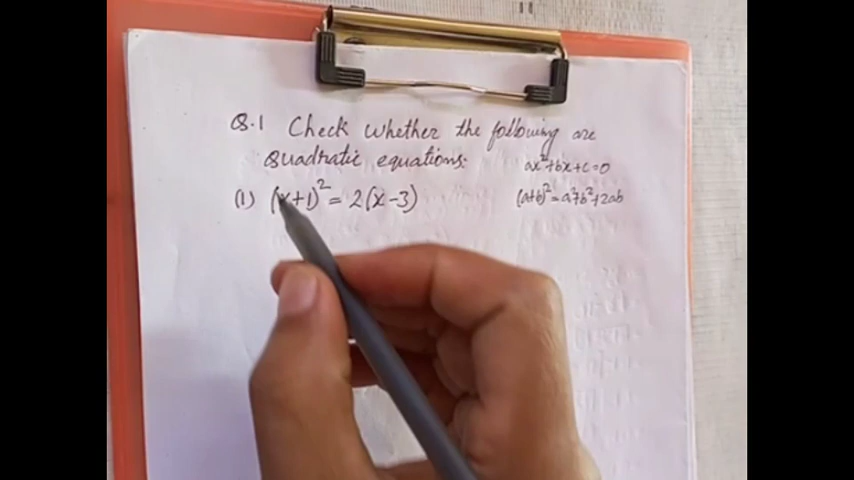 Q.1 Check whether the following are
quadratic equations:
ax²+bx+c=0
(1) (x+1)² = 2(x-3)
(a+b)² = a²+b²+2ab